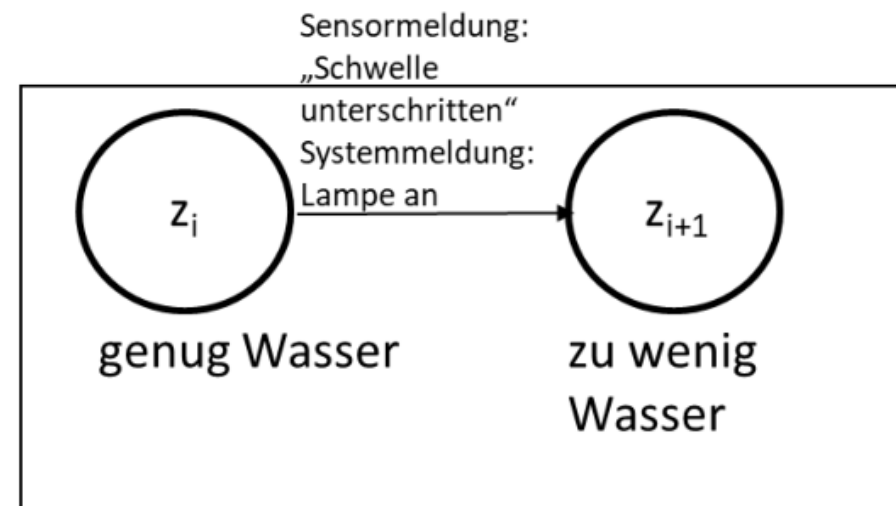 Sensormeldung:
„Schwelle
unterschritten“
Systemmeldung:
Lampe an
zᵢ
zᵢ₊₁
genug Wasser
zu wenig
Wasser